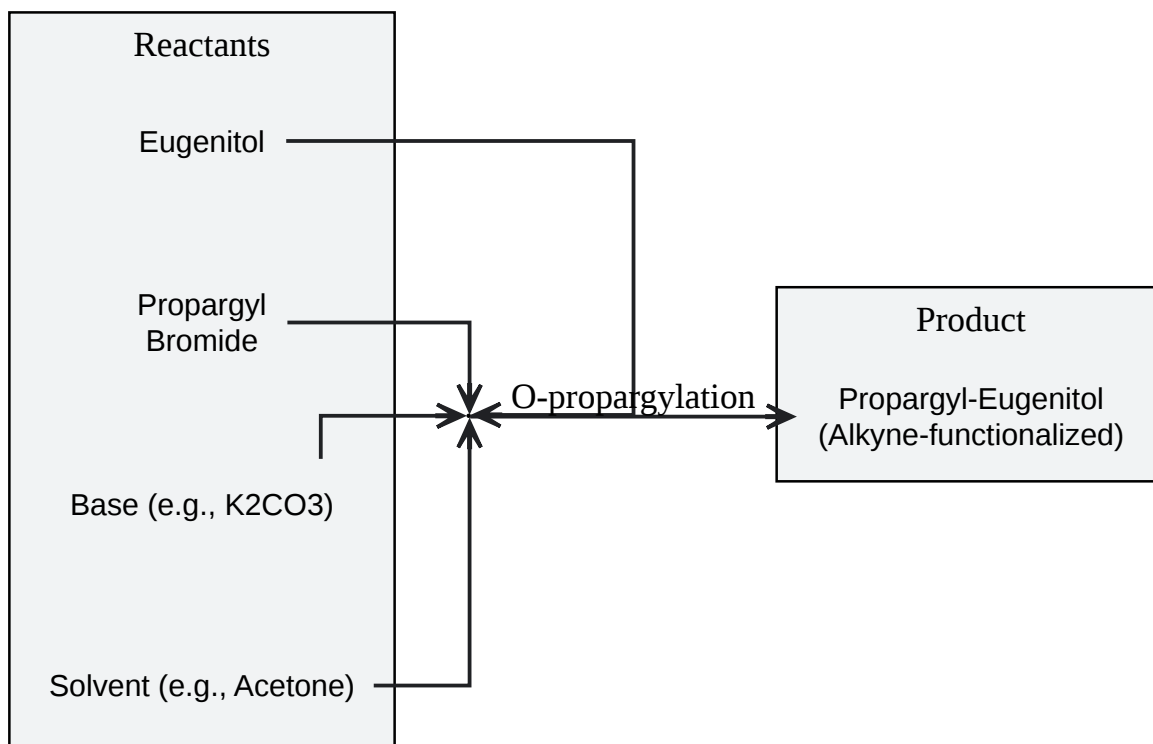 Reactants
Eugenitol
Propargyl
Bromide
Base (e.g., K2CO3)
Solvent (e.g., Acetone)
O-propargylation
Product
Propargyl-Eugenitol
(Alkyne-functionalized)